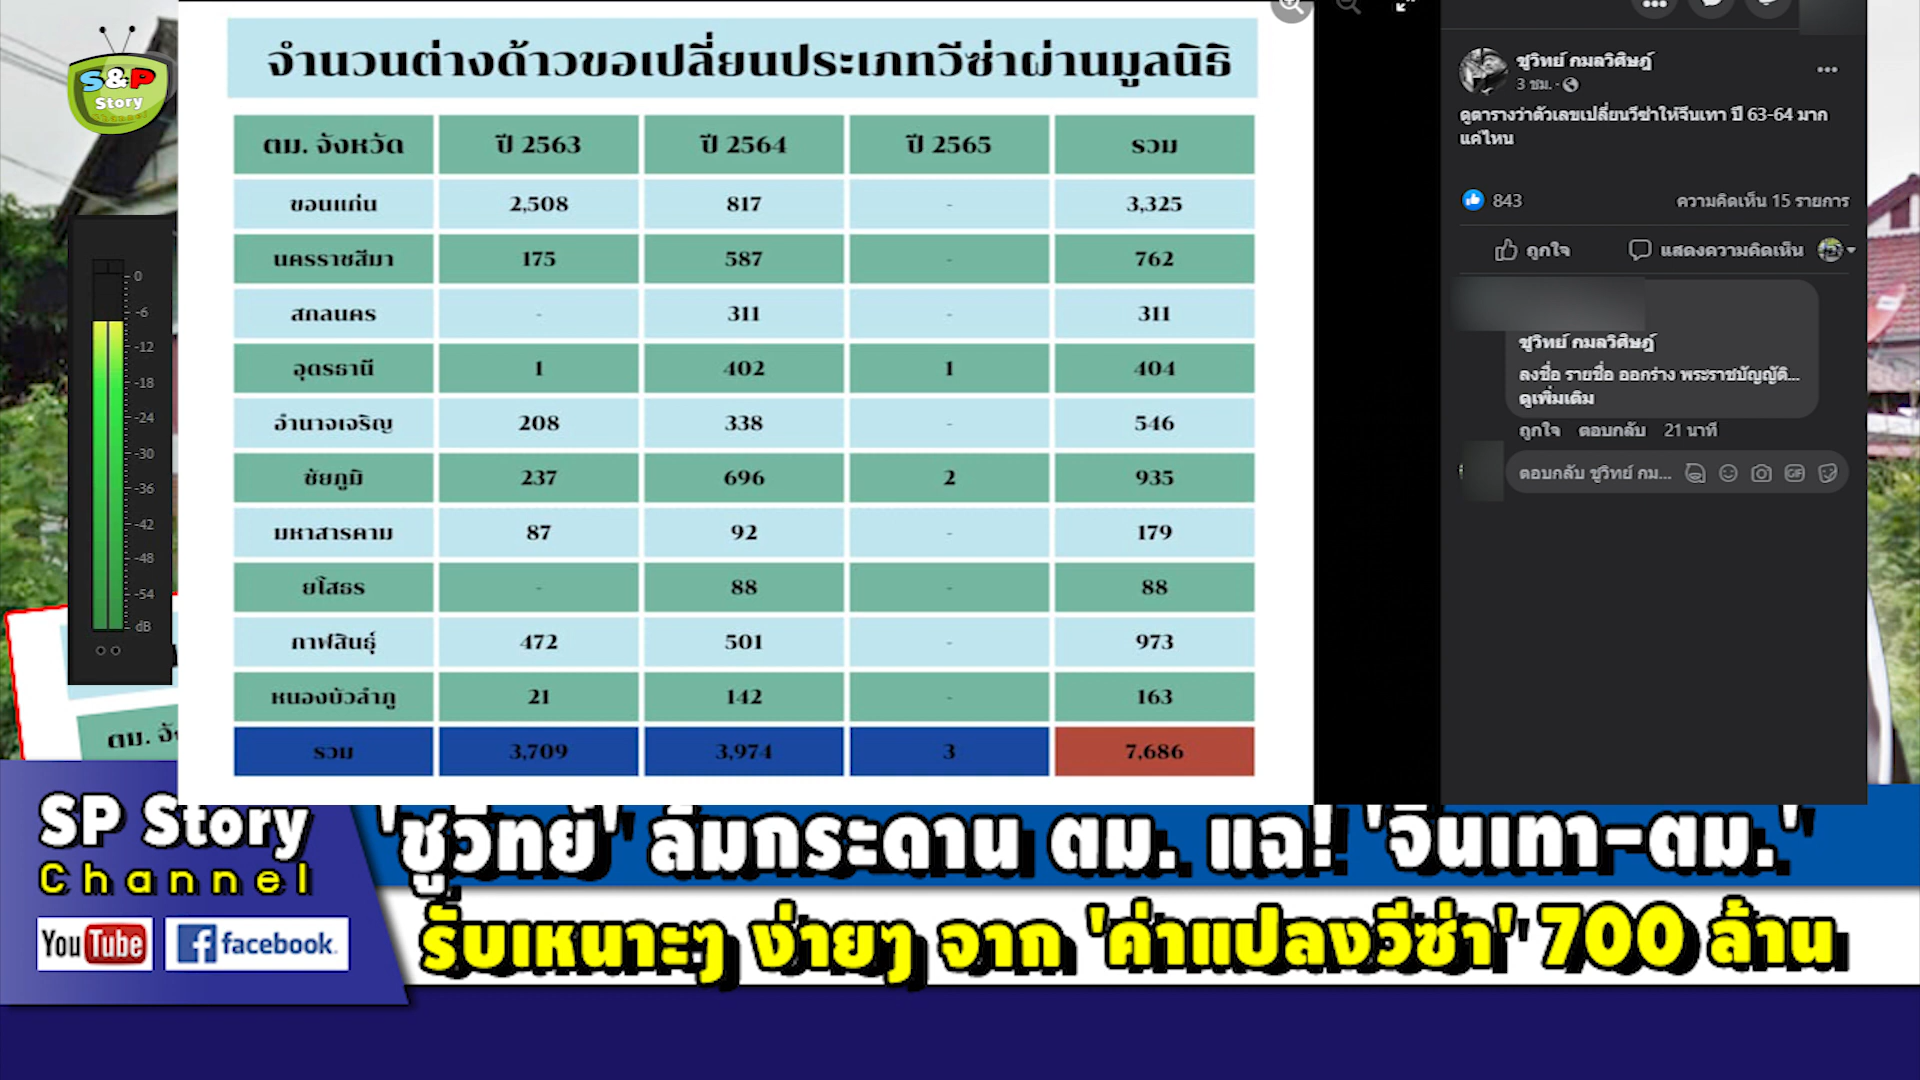 S&P
Story
จำนวนต่างด้าวขอเปลี่ยนประเภทวีซ่าผ่านมูลนิธิ
ตม. จังหวัด ปี 2563 ปี 2564 ปี 2565 รวม
ขอนแก่น 2,508 817 - 3,325
นครราชสีมา 175 587 - 762
สกลนคร - 311 - 311
อุดรธานี 1 402 1 404
อำนาจเจริญ 208 338 - 546
ชัยภูมิ 237 696 2 935
มหาสารคาม 87 92 - 179
ยโสธร - 88 - 88
กาฬสินธุ์ 472 501 - 973
หนองบัวลำภู 21 142 - 163
รวม 3,709 3,974 3 7,686
ชูวิทย์ กมลวิศิษฎ์
3 ชม. ·
ดูตารางว่าตัวเลขเปลี่ยนวีซ่าให้จีนเทา ปี 63-64 มาก
แค่ไหน
843 ความคิดเห็น 15 รายการ
ถูกใจ แสดงความคิดเห็น
ชูวิทย์ กมลวิศิษฎ์
ลงชื่อ รายชื่อ ออกร่าง พระราชบัญญัติ...
ดูเพิ่มเติม
ถูกใจ ตอบกลับ 21 นาที
ตอบกลับ ชูวิทย์ กม... GIF
0
-6
-12
-18
-24
-30
-36
-42
-48
-54
dB
ตม. จั
SP Story
Channel
YouTube facebook.
'ชูวิทย์' ลืมกระดาน ตม. แฉ! 'จีนเทา-ตม.'
รับเหนาะๆ ง่ายๆ จาก 'ค่าแปลงวีซ่า' 700 ล้าน